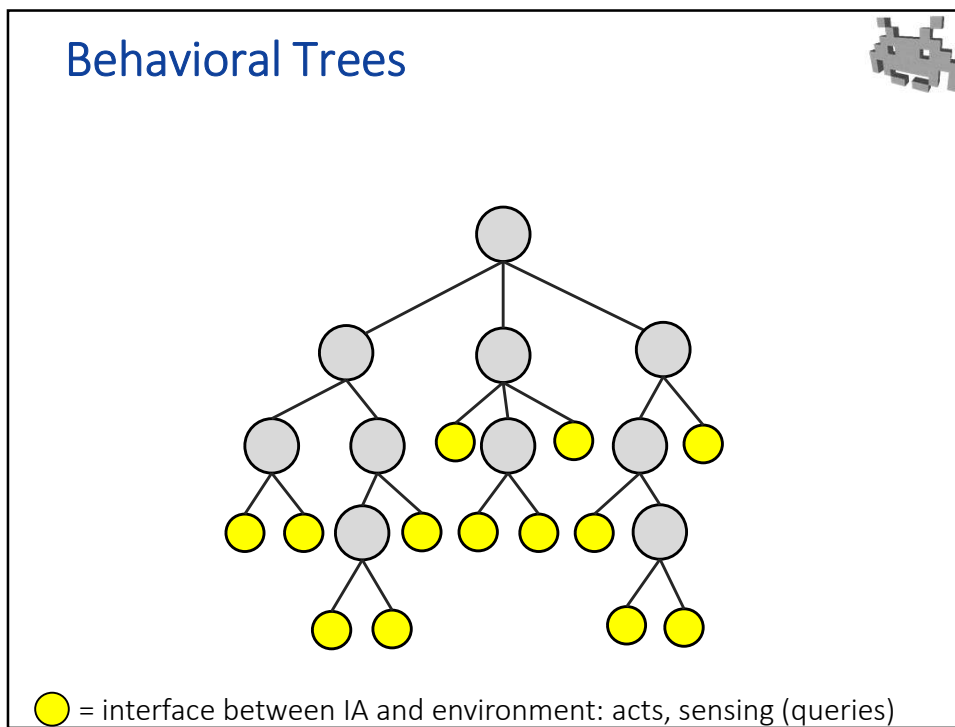 Behavioral Trees
= interface between IA and environment: acts, sensing (queries)